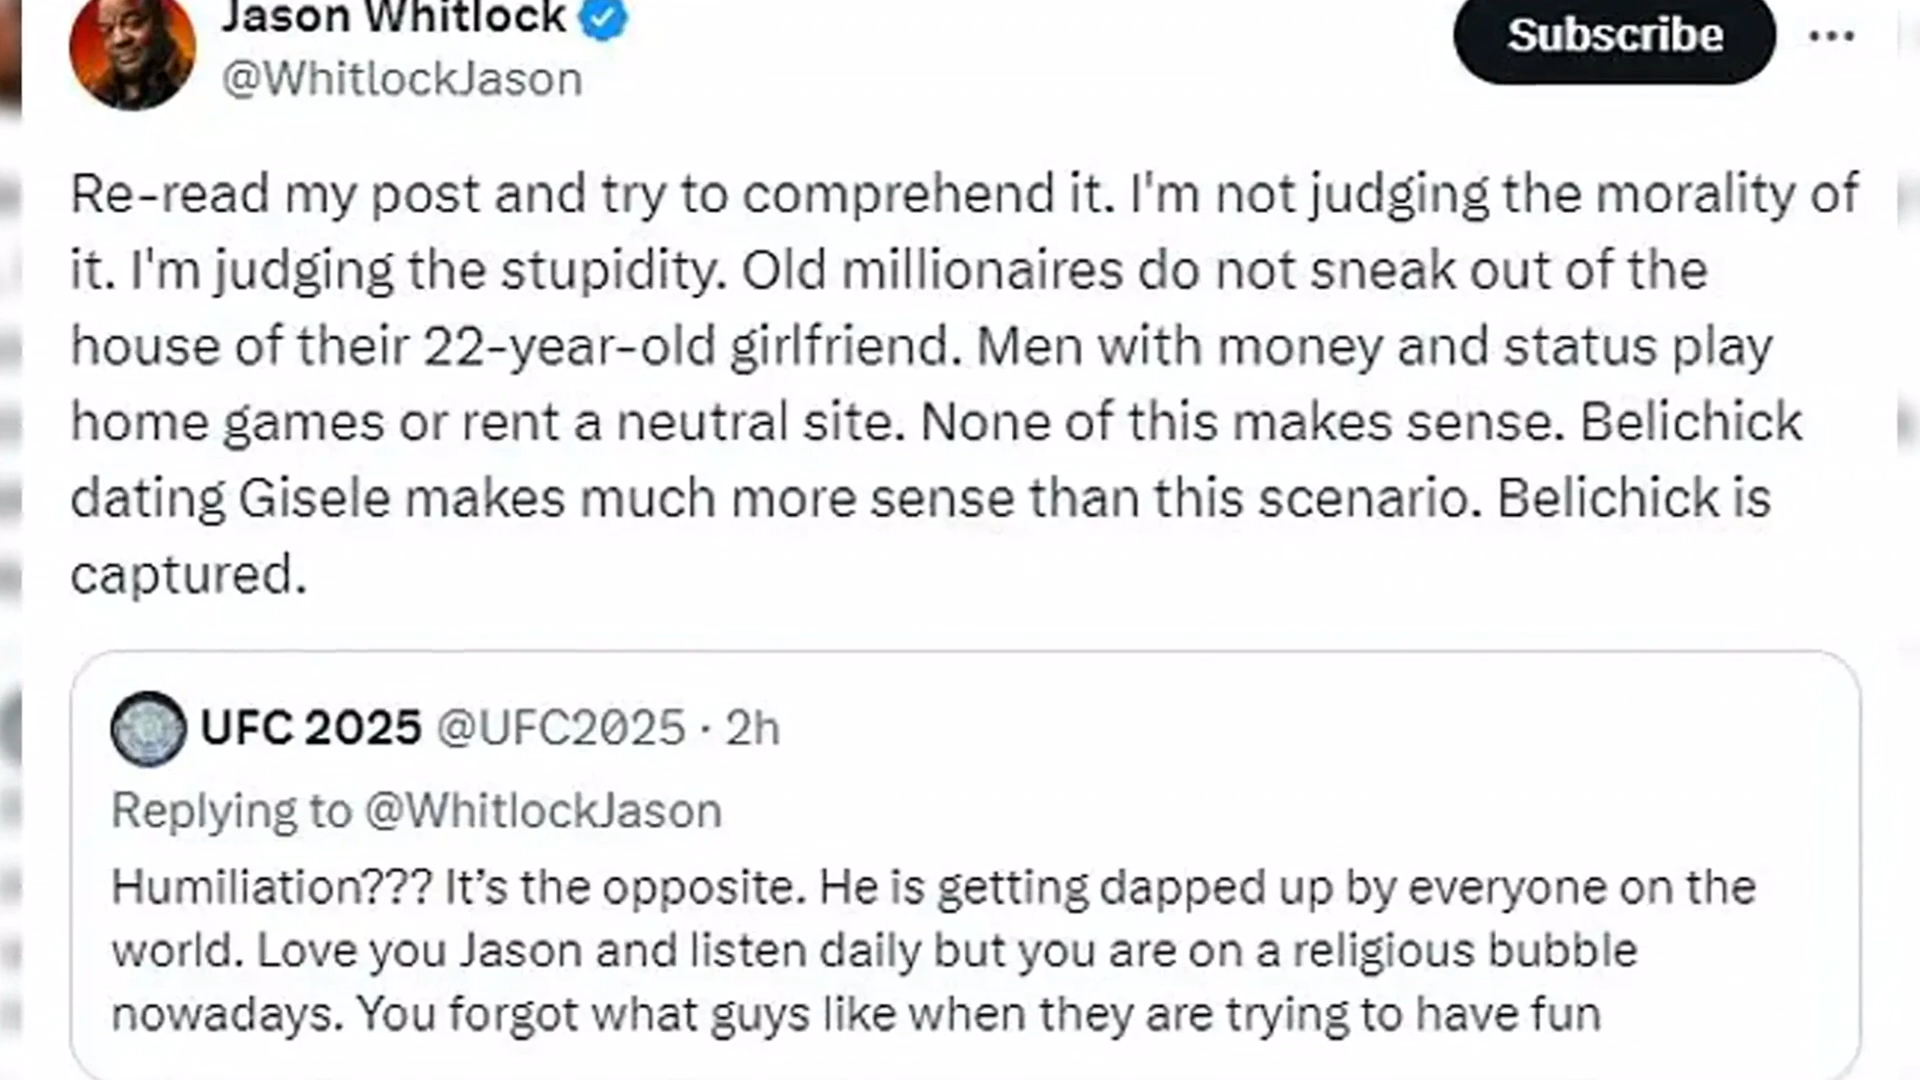 Jason Whitlock
@WhitlockJason
Subscribe
Re-read my post and try to comprehend it. I'm not judging the morality of
it. I'm judging the stupidity. Old millionaires do not sneak out of the
house of their 22-year-old girlfriend. Men with money and status play
home games or rent a neutral site. None of this makes sense. Belichick
dating Gisele makes much more sense than this scenario. Belichick is
captured.
UFC 2025 @UFC2025 · 2h
Replying to @WhitlockJason
Humiliation??? It’s the opposite. He is getting dapped up by everyone on the
world. Love you Jason and listen daily but you are on a religious bubble
nowadays. You forgot what guys like when they are trying to have fun